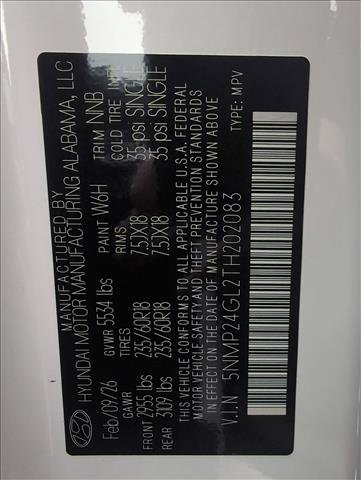 MANUFACTURED BY
HYUNDAI MOTOR MANUFACTURING ALABAMA, LLC
Feb/09/26 GVWR 5534 lbs PAINT W6H TRIM NNB
GAWR TIRES RIMS COLD TIRE INFL
FRONT 2955 lbs 235/60R18 7.5JX18 35 psi SINGLE
REAR 3109 lbs 235/60R18 7.5JX18 35 psi SINGLE
THIS VEHICLE CONFORMS TO ALL APPLICABLE U.S.A. FEDERAL
MOTOR VEHICLE SAFETY AND THEFT PREVENTION STANDARDS
IN EFFECT ON THE DATE OF MANUFACTURE SHOWN ABOVE
V.I.N 5NMP24GL2TH202083 TYPE: MPV